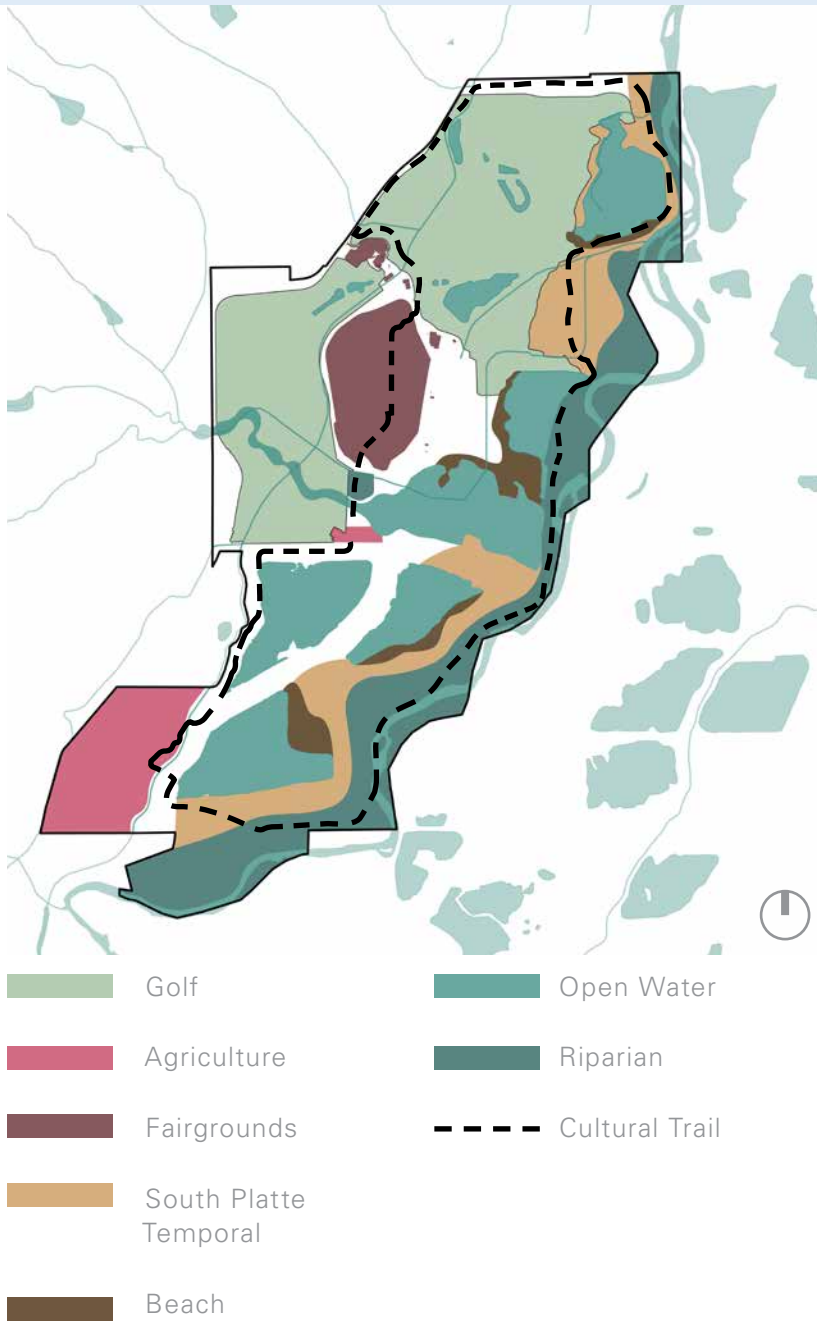 Golf
Agriculture
Fairgrounds
South Platte
Temporal
Beach
Open Water
Riparian
Cultural Trail